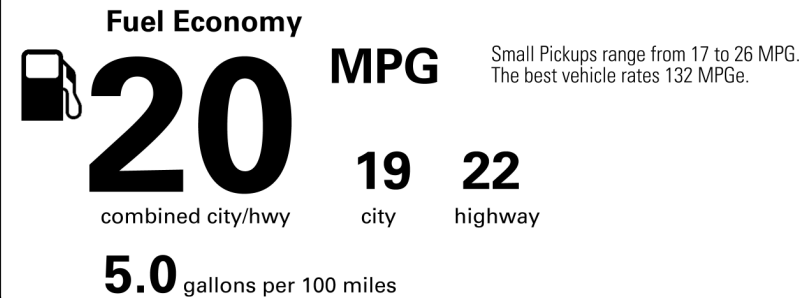 Fuel Economy
20
MPG
Small Pickups range from 17 to 26 MPG.
The best vehicle rates 132 MPGe.
19 22
combined city/hwy city highway
5.0 gallons per 100 miles